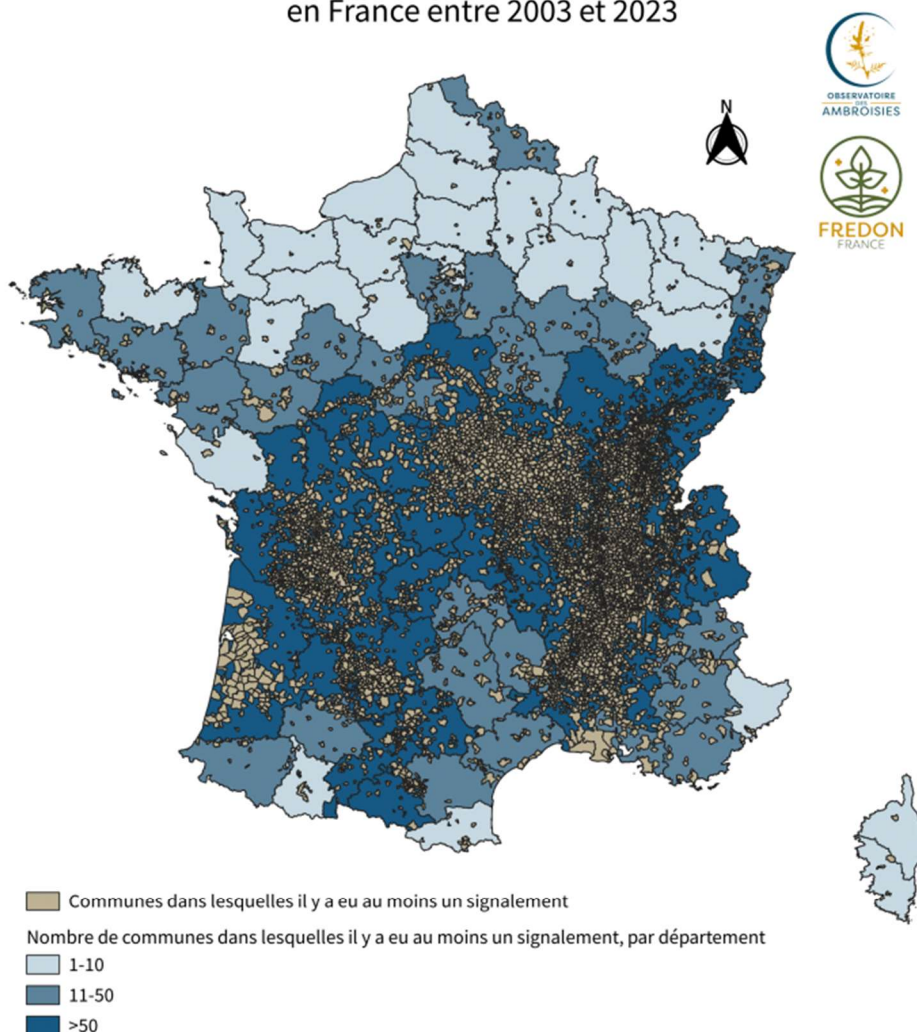 en France entre 2003 et 2023
OBSERVATOIRE
DES
AMBROISIES
N
FREDON
FRANCE
Communes dans lesquelles il y a eu au moins un signalement
Nombre de communes dans lesquelles il y a eu au moins un signalement, par département
1-10
11-50
>50